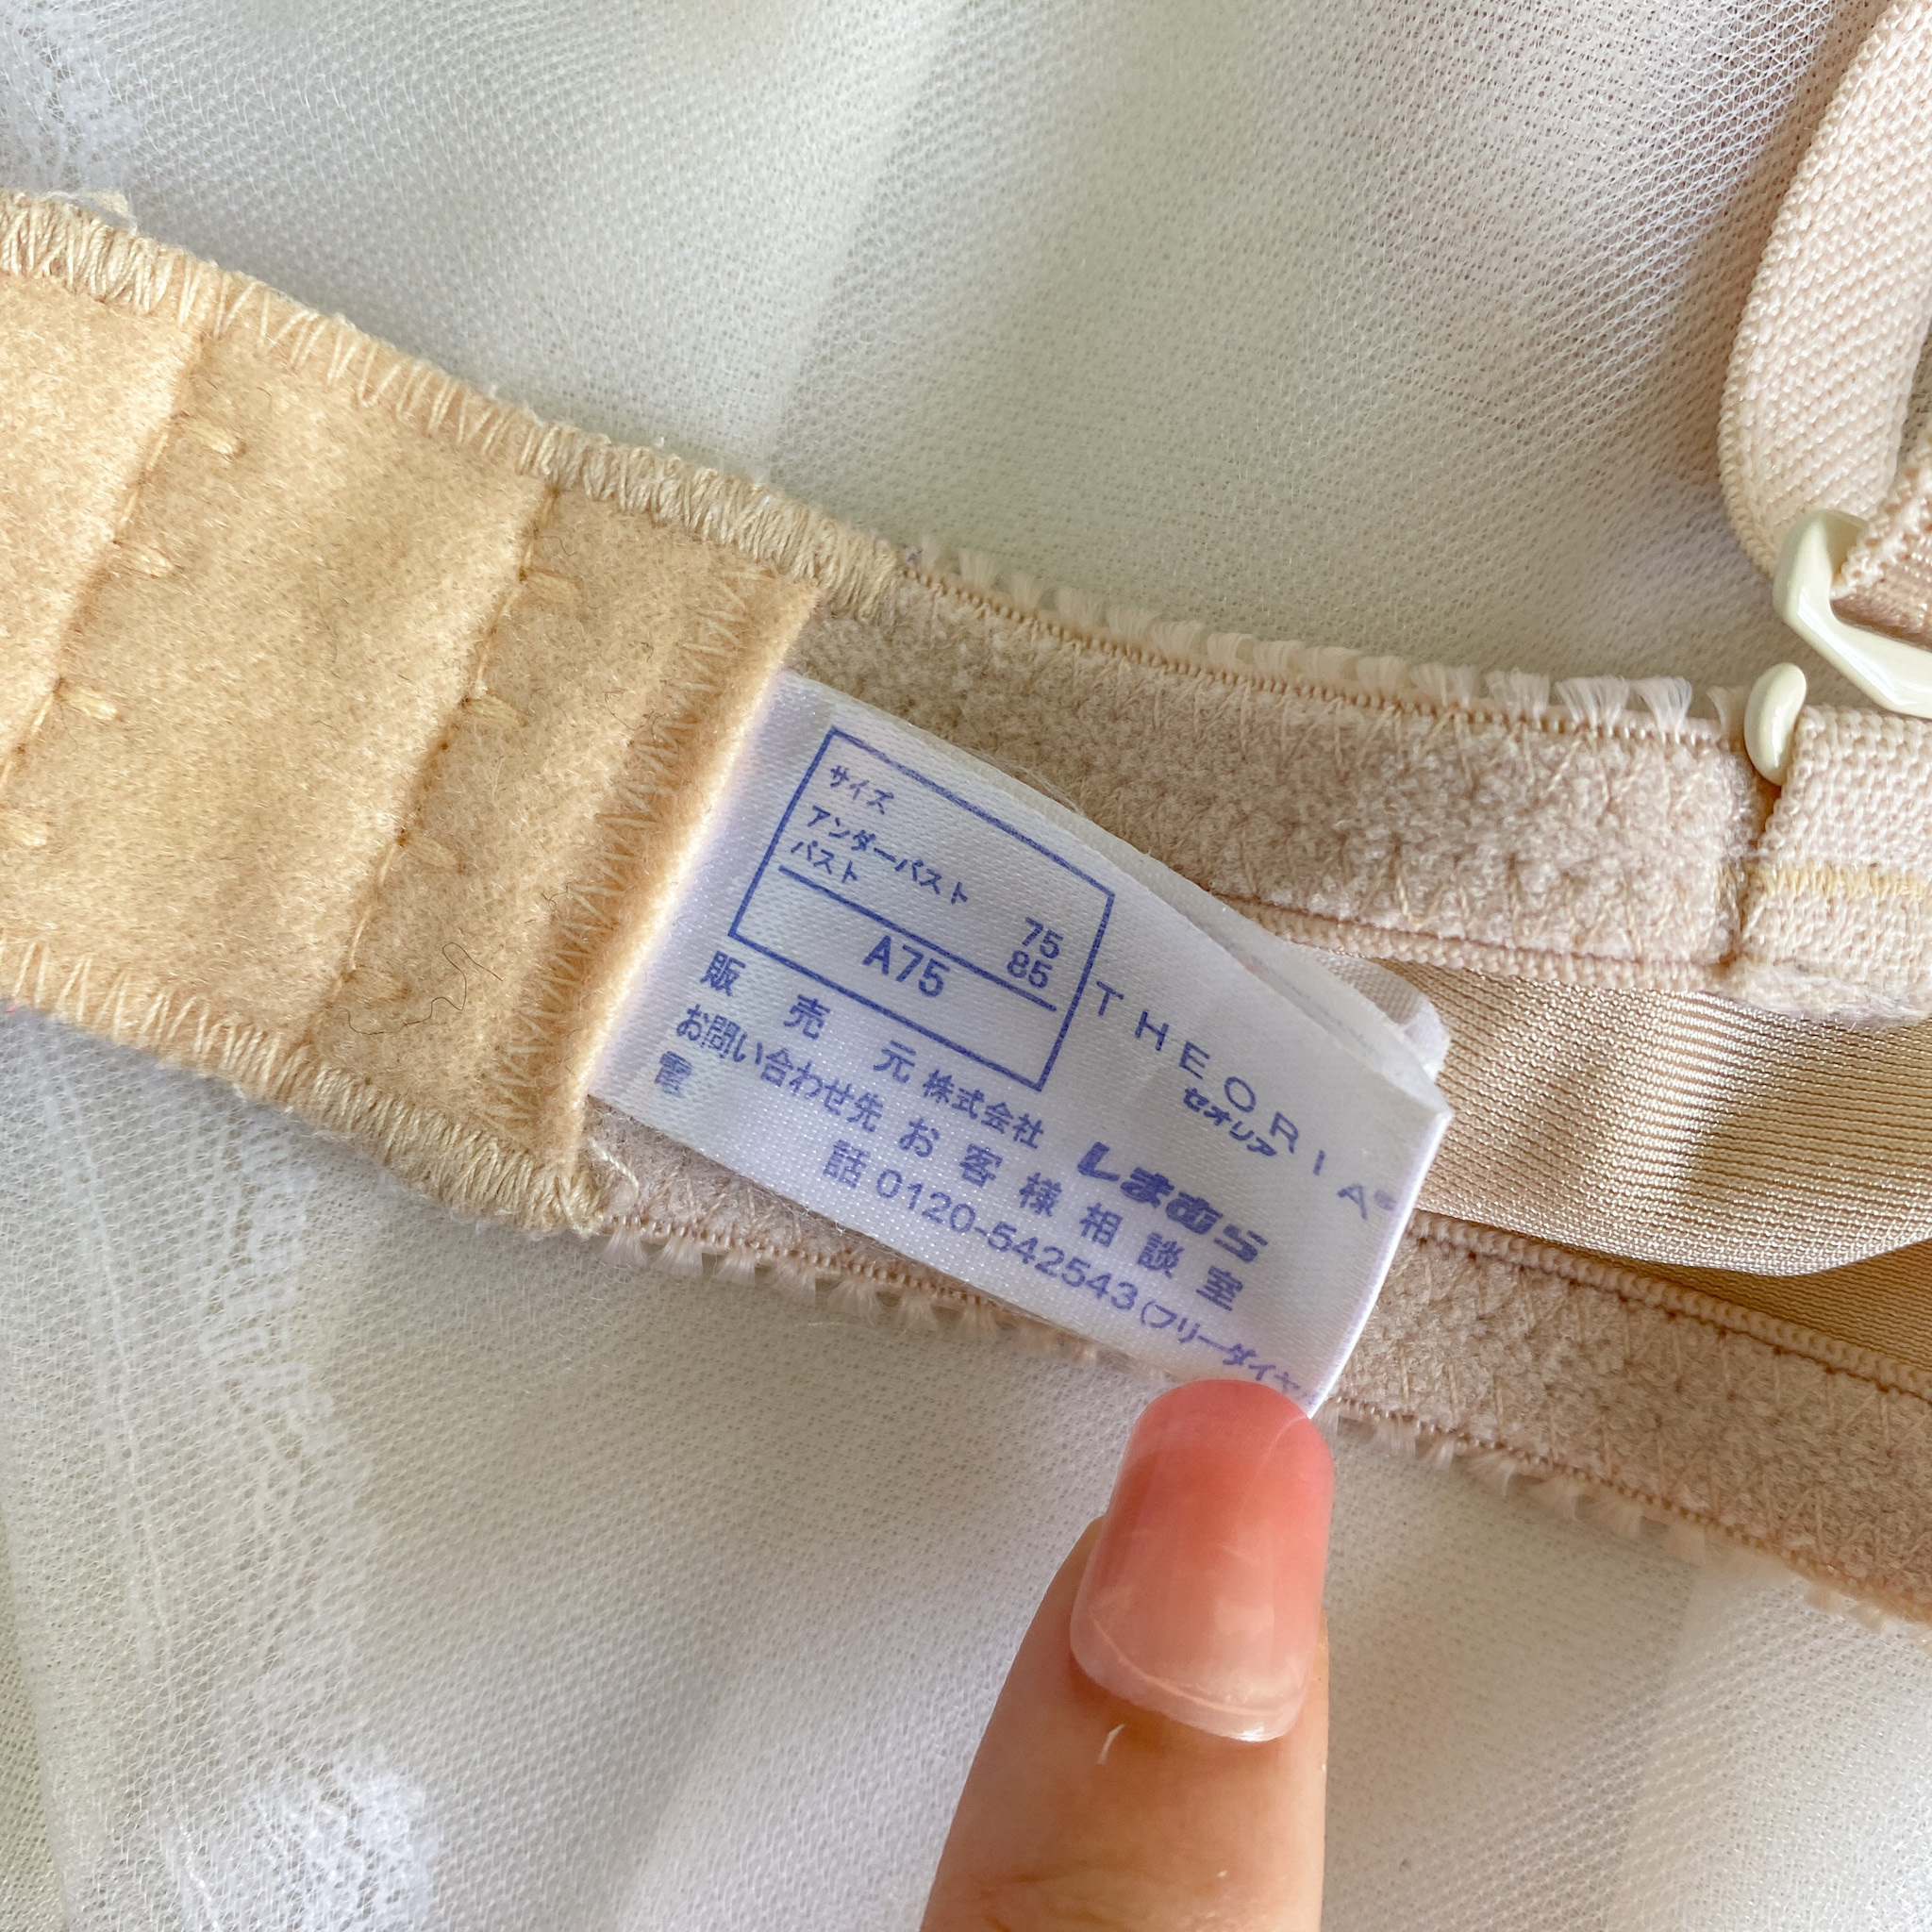 サイズ
アンダーバスト 75
バスト 85
A75
THEORIA
セオリア
販売元 株式会社 しまむら
お問い合わせ先 お客様相談室
電話 0120-542543(フリーダイヤ